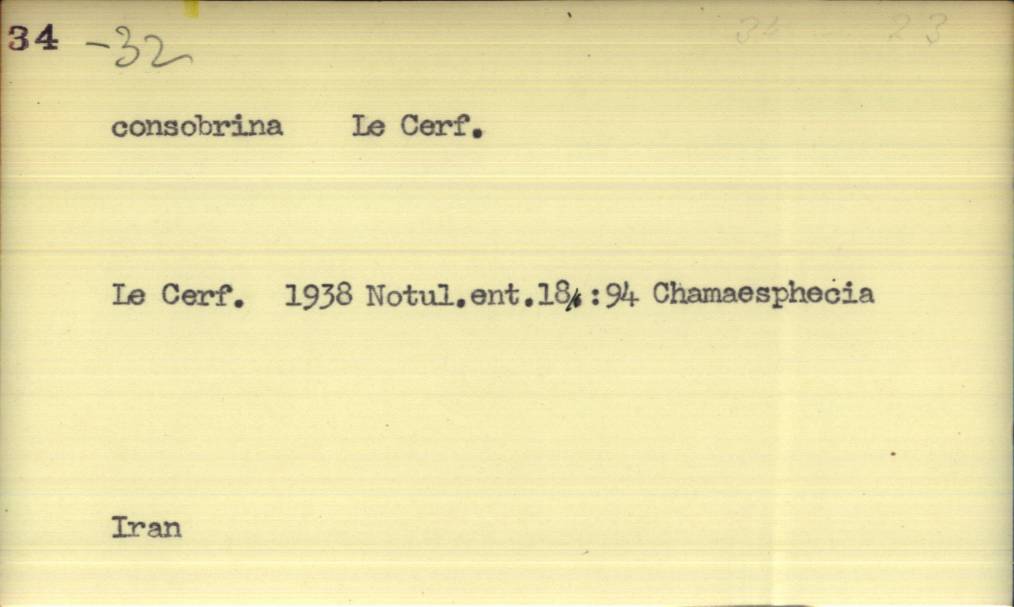 34 -32
consobrina Le Cerf.
Le Cerf. 1938 Notul.ent.18 :94 Chamaesphecia
Iran